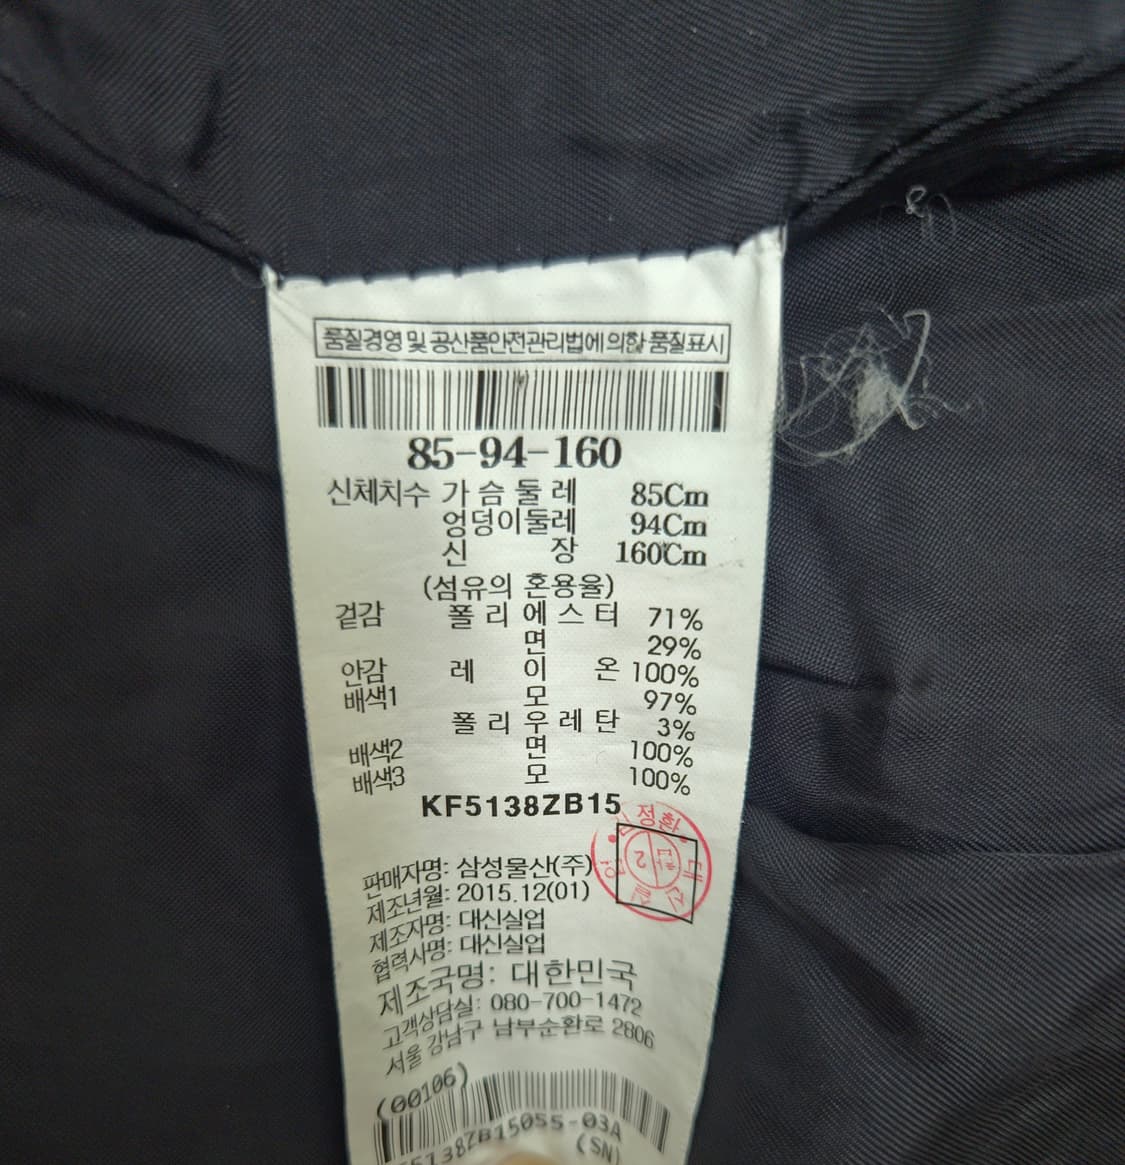 품질경영 및 공산품안전관리법에 의한 품질표시
85-94-160
신체치수 가슴둘레 85Cm
엉덩이둘레 94Cm
신 장 160Cm
(섬유의 혼용율)
겉감 폴리에스터 71%
면 29%
안감 레이온 100%
배색1 모 97%
폴리우레탄 3%
배색2 면 100%
배색3 모 100%
KF5138ZB15
판매자명: 삼성물산(주)
제조년월: 2015.12(01)
제조자명: 대신실업
협력사명: 대신실업
제조국명: 대한민국
고객상담실: 080-700-1472
서울 강남구 남부순환로 2806
(00106)
5138ZB15055-03A
(SN)